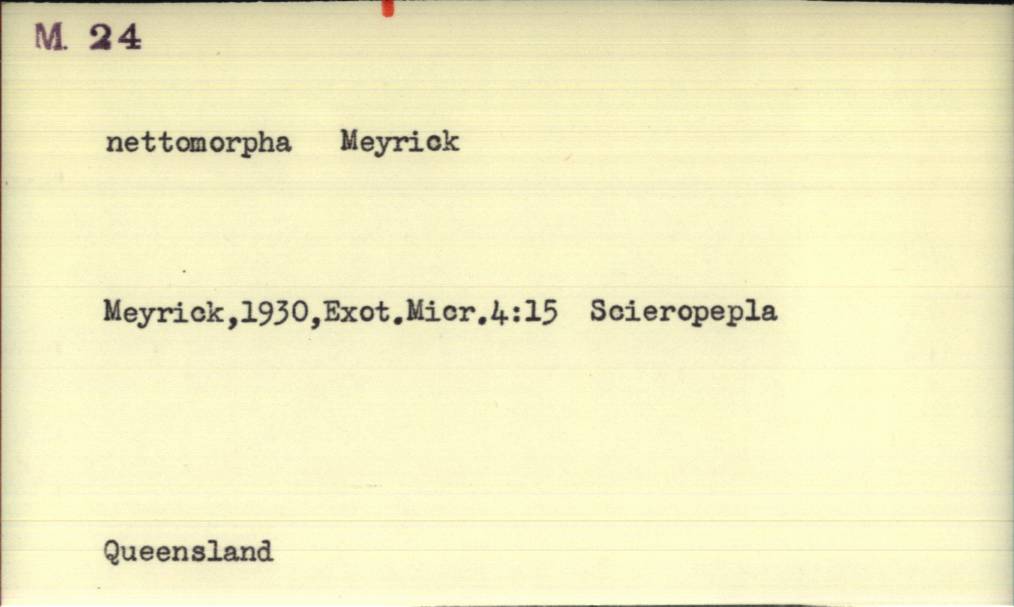 M. 24
nettomorpha Meyrick
Meyrick,1930,Exot.Micr.4:15 Scieropepla
Queensland